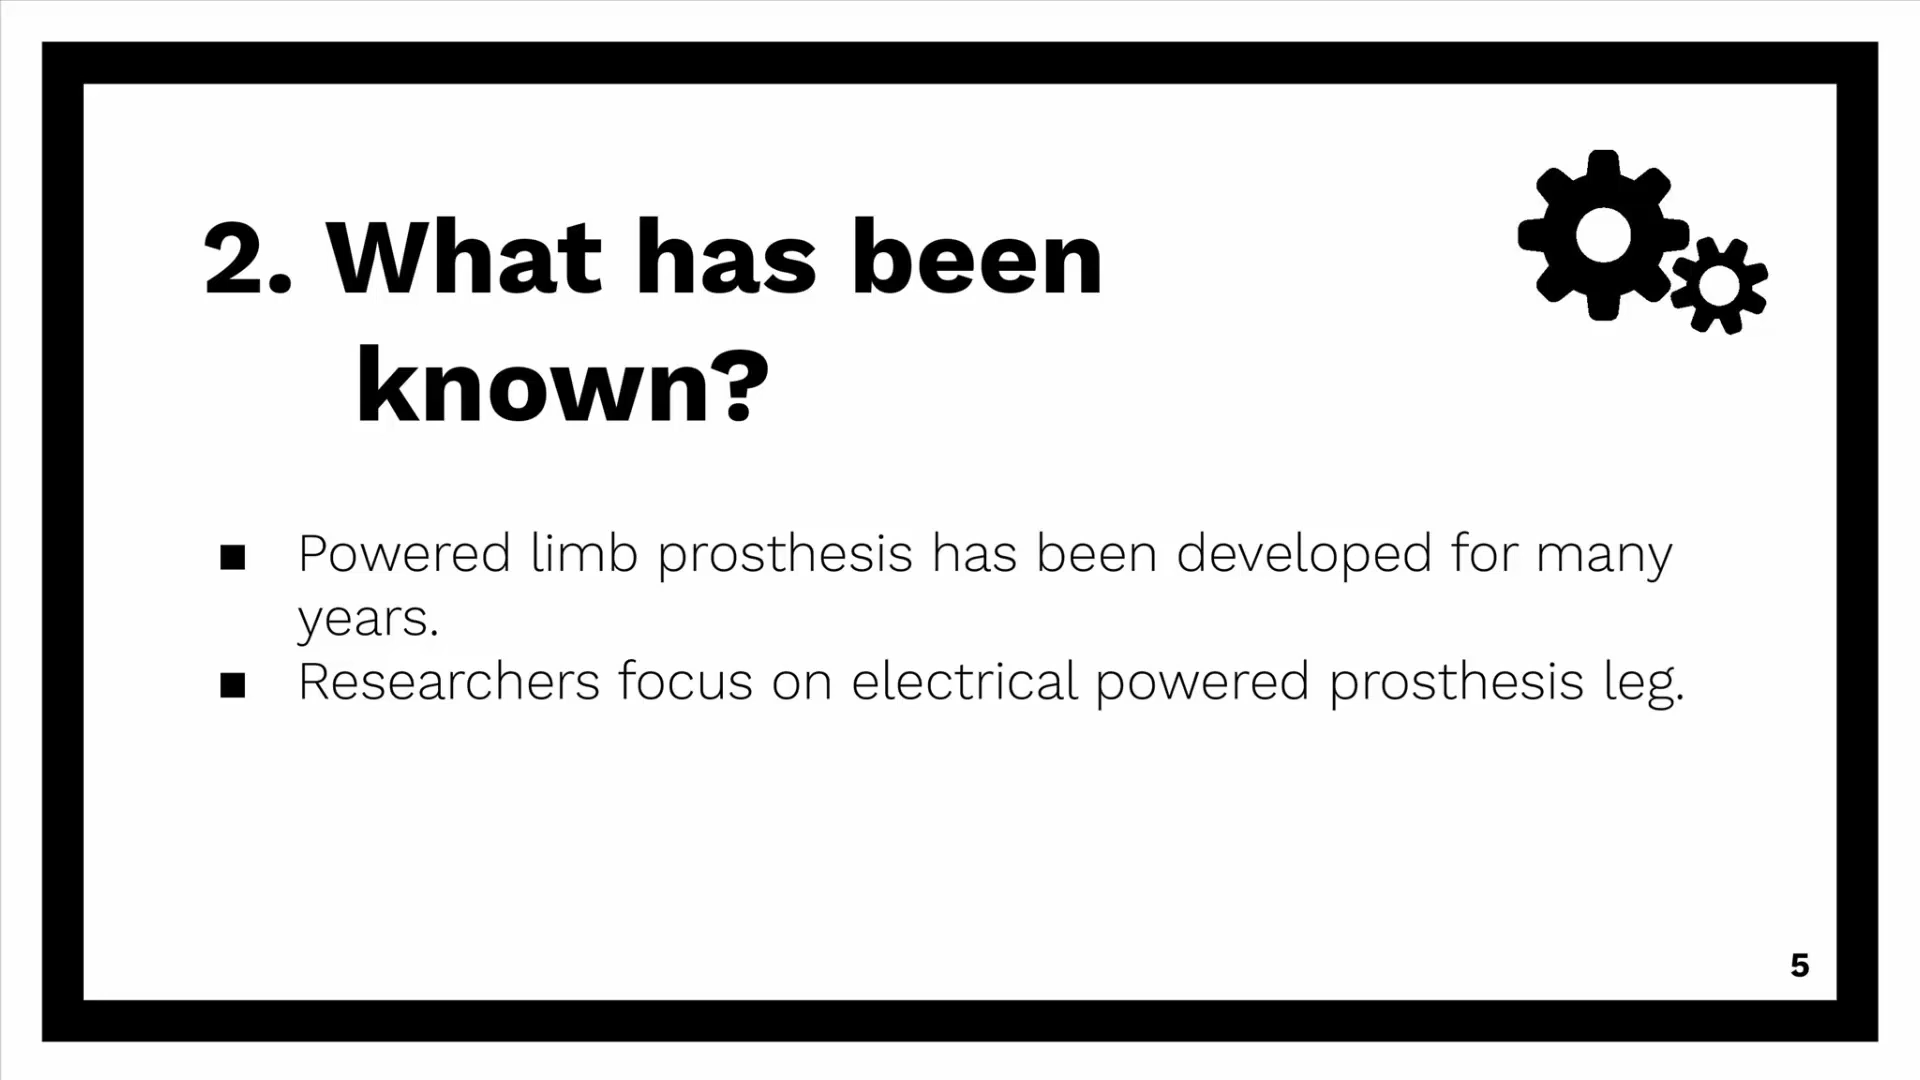 2. What has been
known?
■ Powered limb prosthesis has been developed for many
years.
■ Researchers focus on electrical powered prosthesis leg.
5